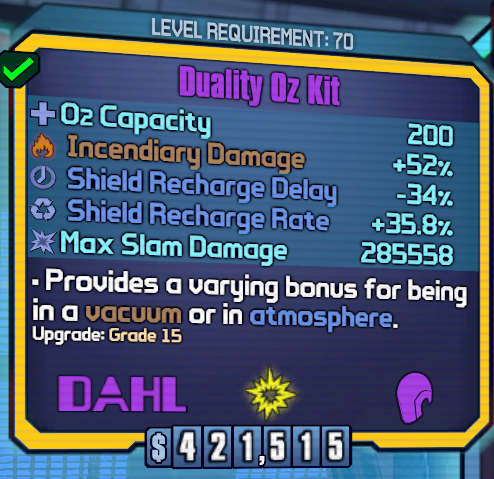 LEVEL REQUIREMENT: 70
Duality Oz Kit
O2 Capacity 200
Incendiary Damage +52%
Shield Recharge Delay -34%
Shield Recharge Rate +35.8%
Max Slam Damage 285558
• Provides a varying bonus for being
in a vacuum or in atmosphere.
Upgrade: Grade 15
DAHL
$421,515